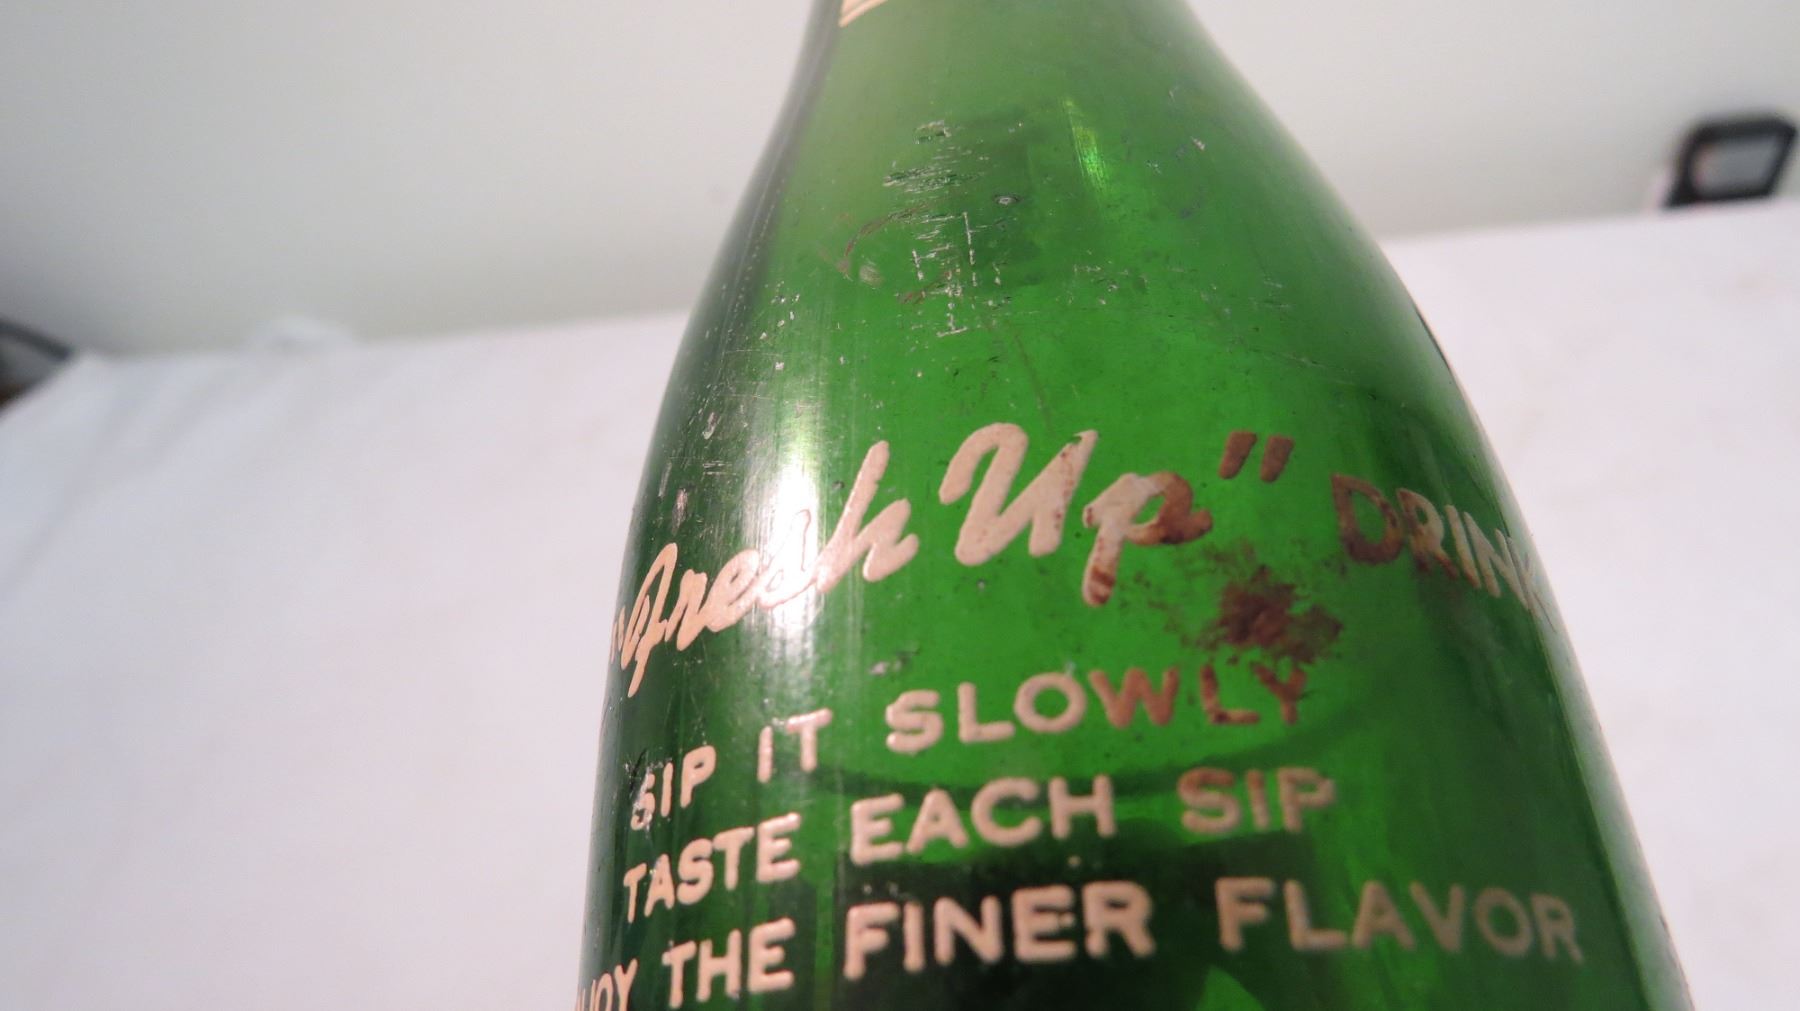 "Fresh Up" DRINK
SIP IT SLOWLY
TASTE EACH SIP
THE FINER FLAVOR